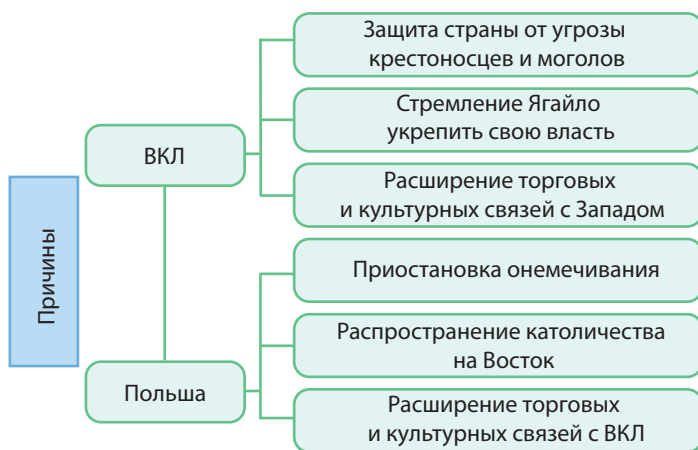 Причины
ВКЛ
Защита страны от угрозы
крестоносцев и моголов
Стремление Ягайло
укрепить свою власть
Расширение торговых
и культурных связей с Западом
Польша
Приостановка онемечивания
Распространение католичества
на Восток
Расширение торговых
и культурных связей с ВКЛ